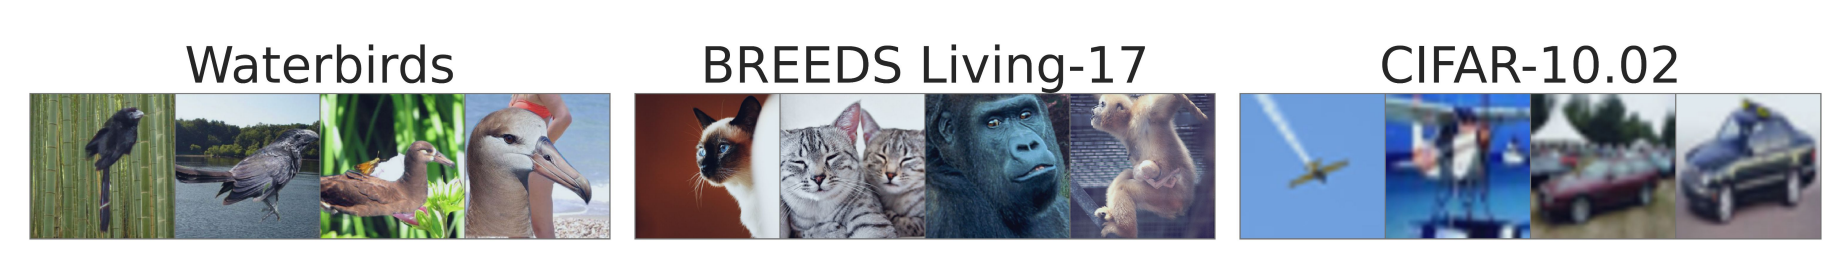 Waterbirds
BREEDS Living-17
CIFAR-10.02